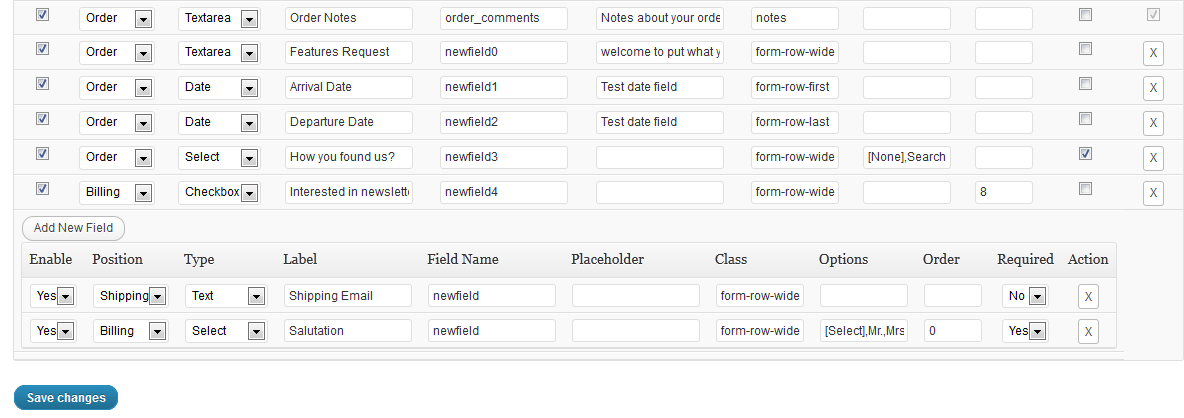 Order Textarea Order Notes order_comments Notes about your orde notes
Order Textarea Features Request newfield0 welcome to put what y form-row-wide X
Order Date Arrival Date newfield1 Test date field form-row-first X
Order Date Departure Date newfield2 Test date field form-row-last X
Order Select How you found us? newfield3 form-row-wide [None],Search X
Billing Checkbox Interested in newslette newfield4 form-row-wide 8 X
Add New Field
Enable Position Type Label Field Name Placeholder Class Options Order Required Action
Yes Shipping Text Shipping Email newfield form-row-wide No X
Yes Billing Select Salutation newfield form-row-wide [Select],Mr.,Mrs 0 Yes X
Save changes